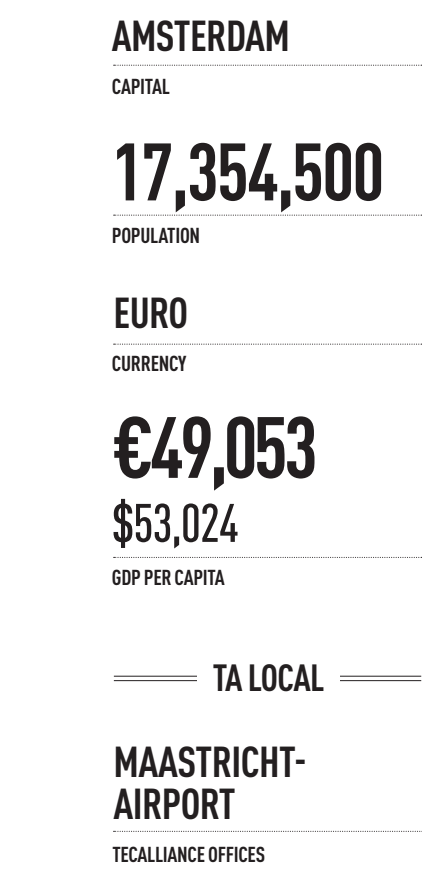 AMSTERDAM
CAPITAL
17,354,500
POPULATION
EURO
CURRENCY
€49,053
$53,024
GDP PER CAPITA
TA LOCAL
MAASTRICHT-
AIRPORT
TECALLIANCE OFFICES